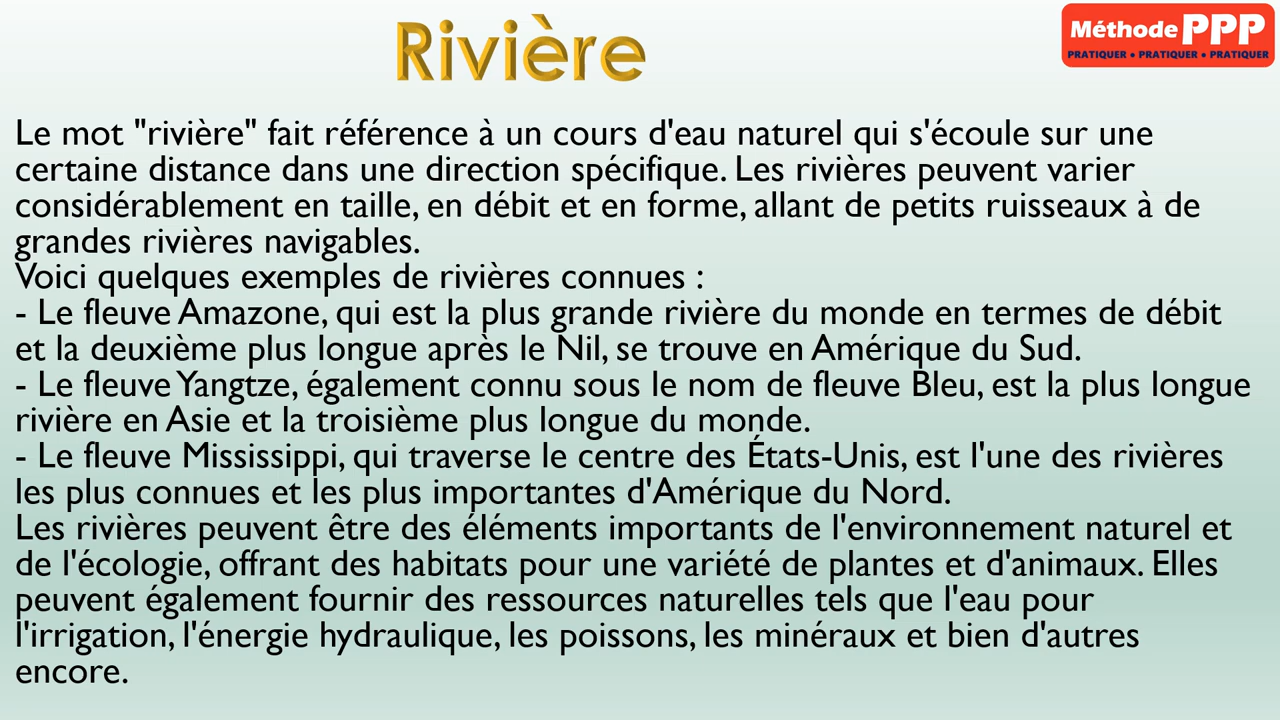 Rivière
Méthode PPP
PRATIQUER • PRATIQUER • PRATIQUER
Le mot "rivière" fait référence à un cours d'eau naturel qui s'écoule sur une
certaine distance dans une direction spécifique. Les rivières peuvent varier
considérablement en taille, en débit et en forme, allant de petits ruisseaux à de
grandes rivières navigables.
Voici quelques exemples de rivières connues :
- Le fleuve Amazone, qui est la plus grande rivière du monde en termes de débit
et la deuxième plus longue après le Nil, se trouve en Amérique du Sud.
- Le fleuve Yangtze, également connu sous le nom de fleuve Bleu, est la plus longue
rivière en Asie et la troisième plus longue du monde.
- Le fleuve Mississippi, qui traverse le centre des États-Unis, est l'une des rivières
les plus connues et les plus importantes d'Amérique du Nord.
Les rivières peuvent être des éléments importants de l'environnement naturel et
de l'écologie, offrant des habitats pour une variété de plantes et d'animaux. Elles
peuvent également fournir des ressources naturelles tels que l'eau pour
l'irrigation, l'énergie hydraulique, les poissons, les minéraux et bien d'autres
encore.